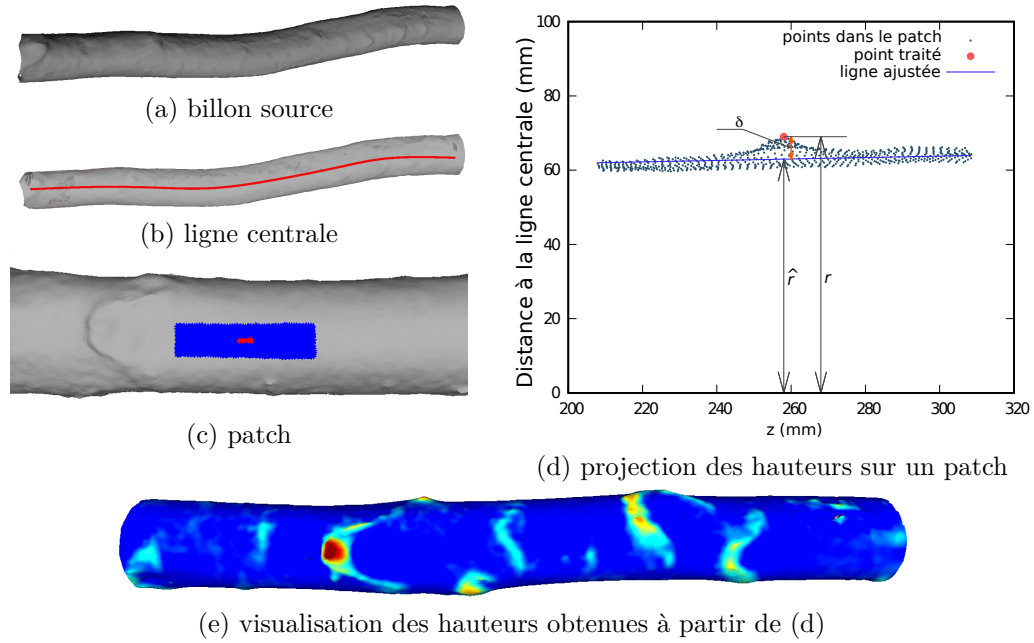 (a) billon source
(b) ligne centrale
(c) patch
Distance à la ligne centrale (mm)
100
80
60
40
20
0
points dans le patch
point traité
ligne ajustée
δ
r̂
r
200
220
240
260
280
300
320
z (mm)
(d) projection des hauteurs sur un patch
(e) visualisation des hauteurs obtenues à partir de (d)